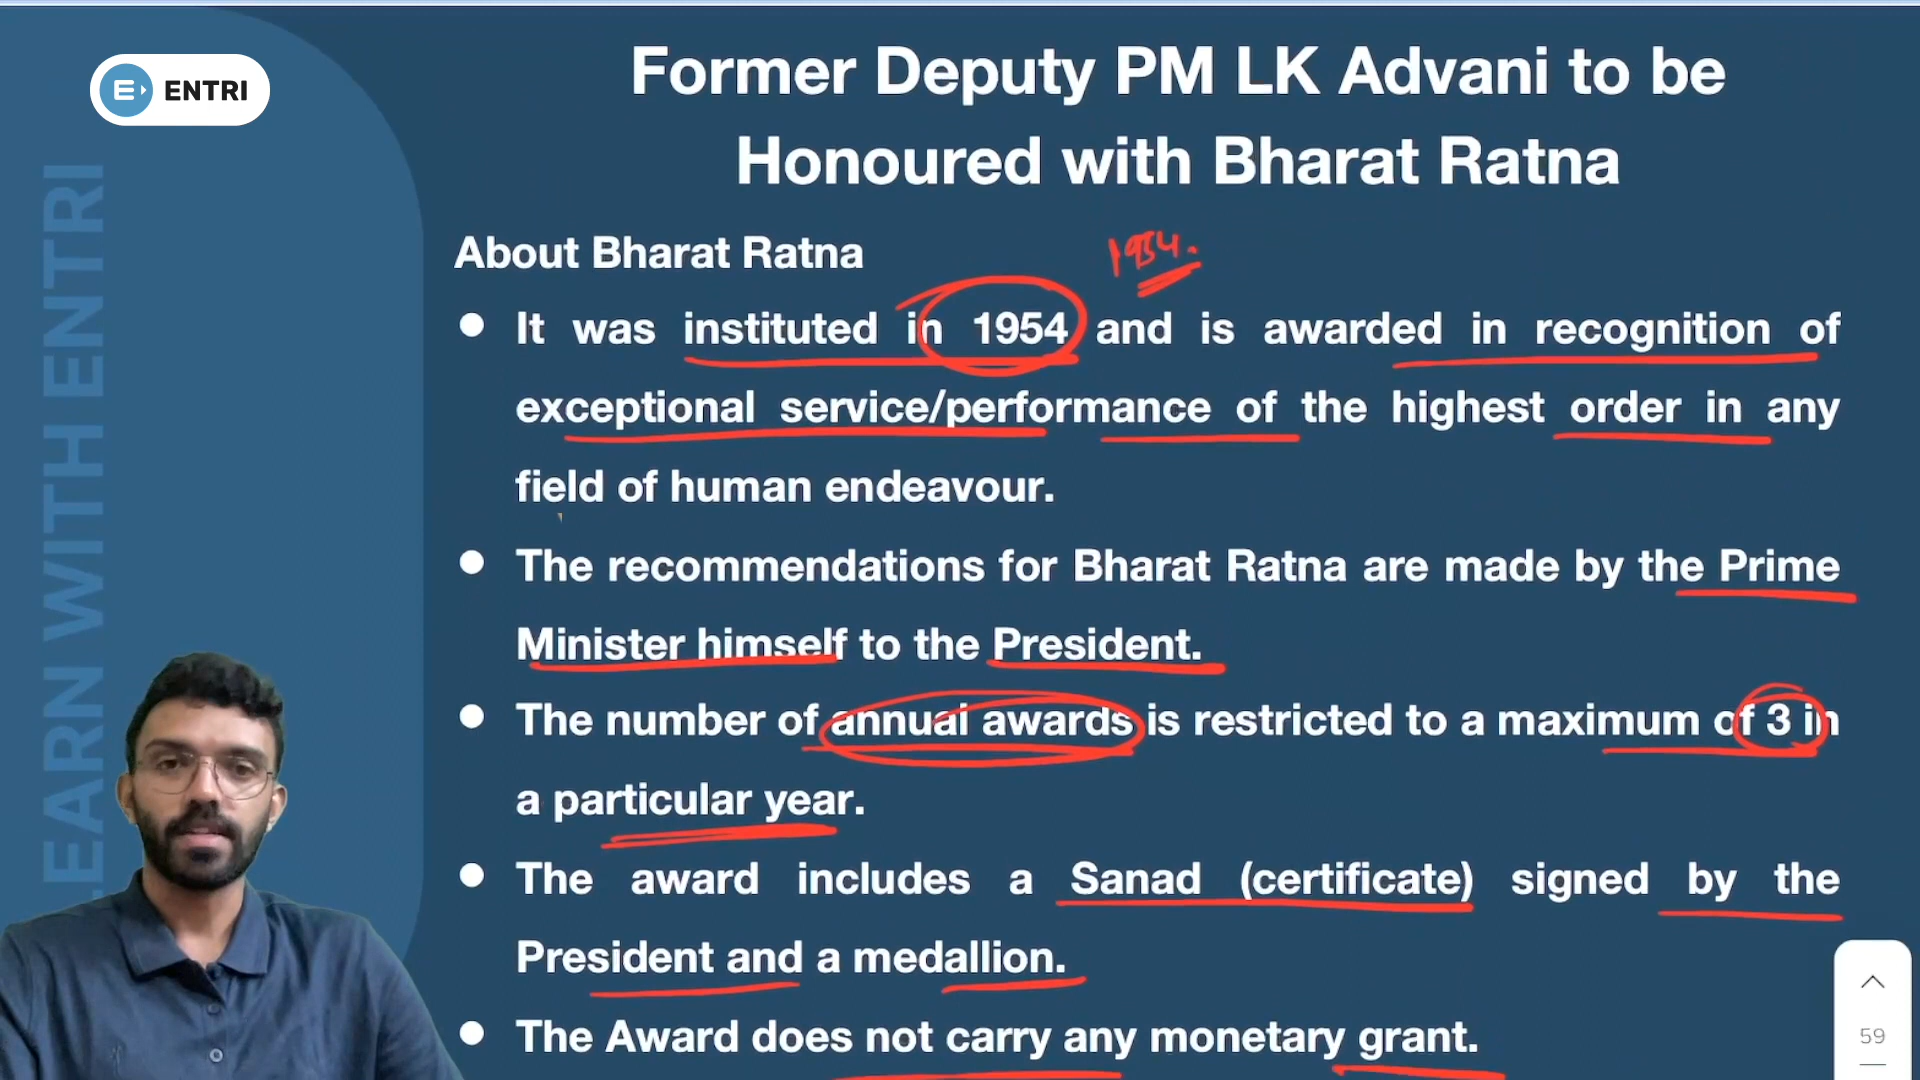 ENTRI
LEARN WITH ENTRI
Former Deputy PM LK Advani to be
Honoured with Bharat Ratna
About Bharat Ratna
1954.
● It was instituted in 1954 and is awarded in recognition of
exceptional service/performance of the highest order in any
field of human endeavour.
● The recommendations for Bharat Ratna are made by the Prime
Minister himself to the President.
● The number of annual awards is restricted to a maximum of 3 in
a particular year.
● The award includes a Sanad (certificate) signed by the
President and a medallion.
● The Award does not carry any monetary grant.
59